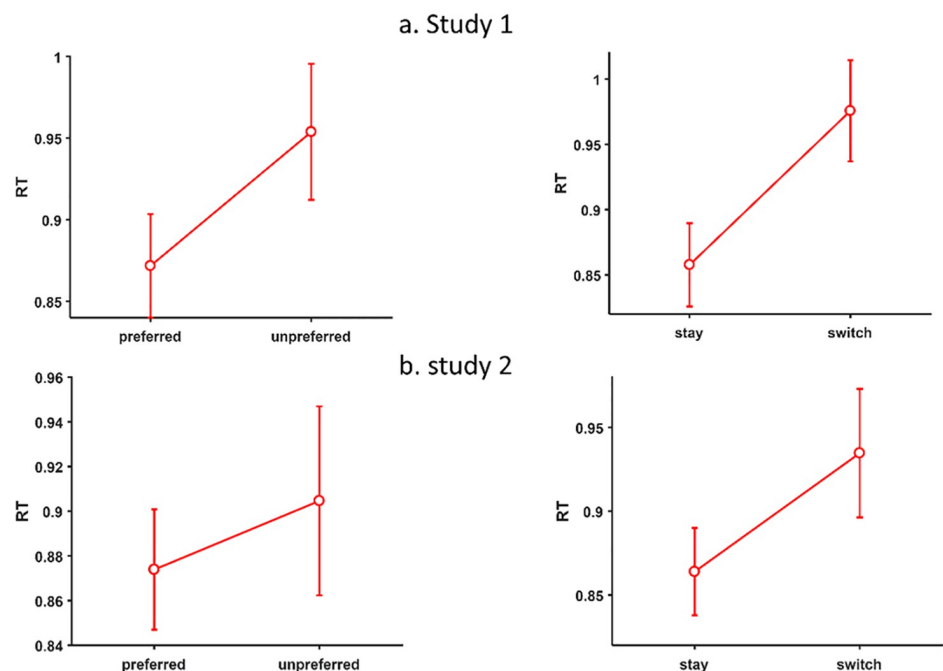 a. Study 1
1
0.95
0.9
0.85
RT
preferred unpreferred
1
0.95
0.9
0.85
RT
stay switch
b. study 2
0.96
0.94
0.92
0.9
0.88
0.86
0.84
RT
preferred unpreferred
0.95
0.9
0.85
RT
stay switch